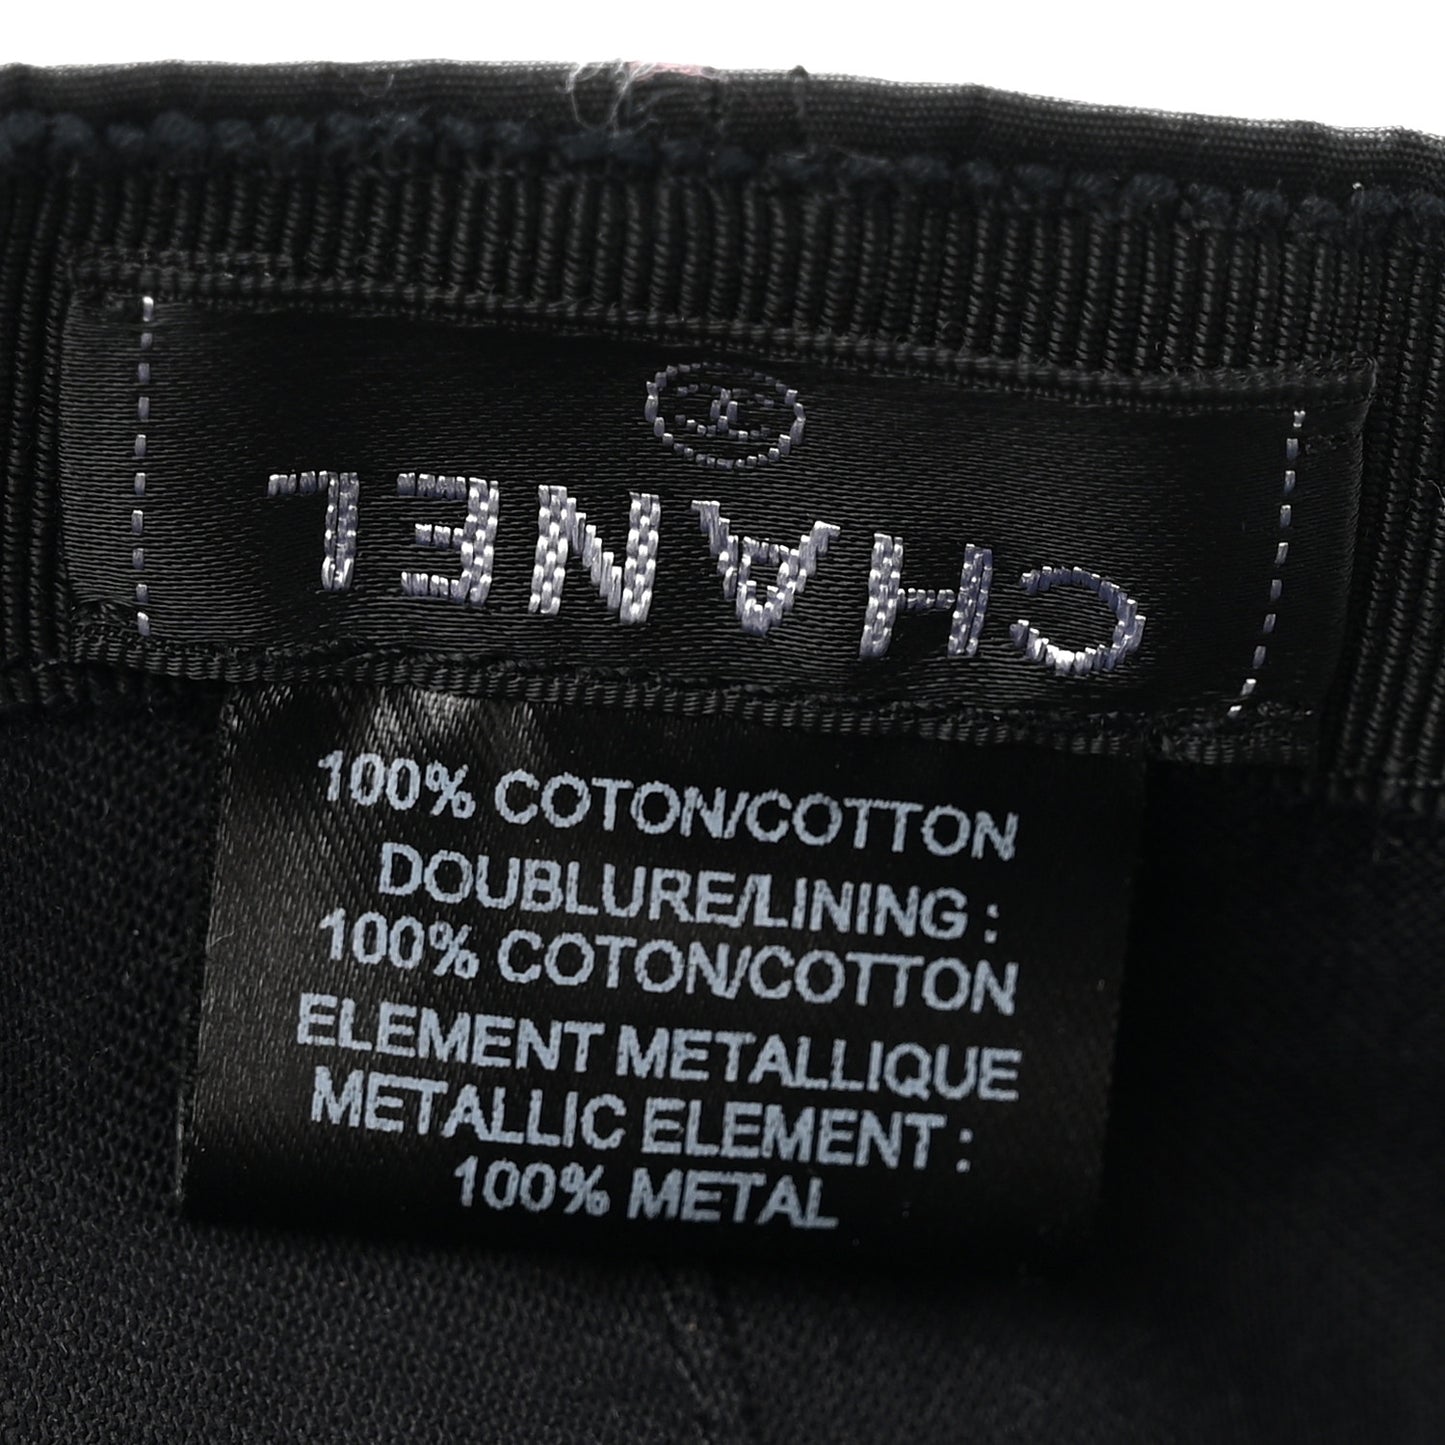 CHANEL
100% COTON/COTTON
DOUBLURE/LINING :
100% COTON/COTTON
ELEMENT METALLIQUE
METALLIC ELEMENT :
100% METAL